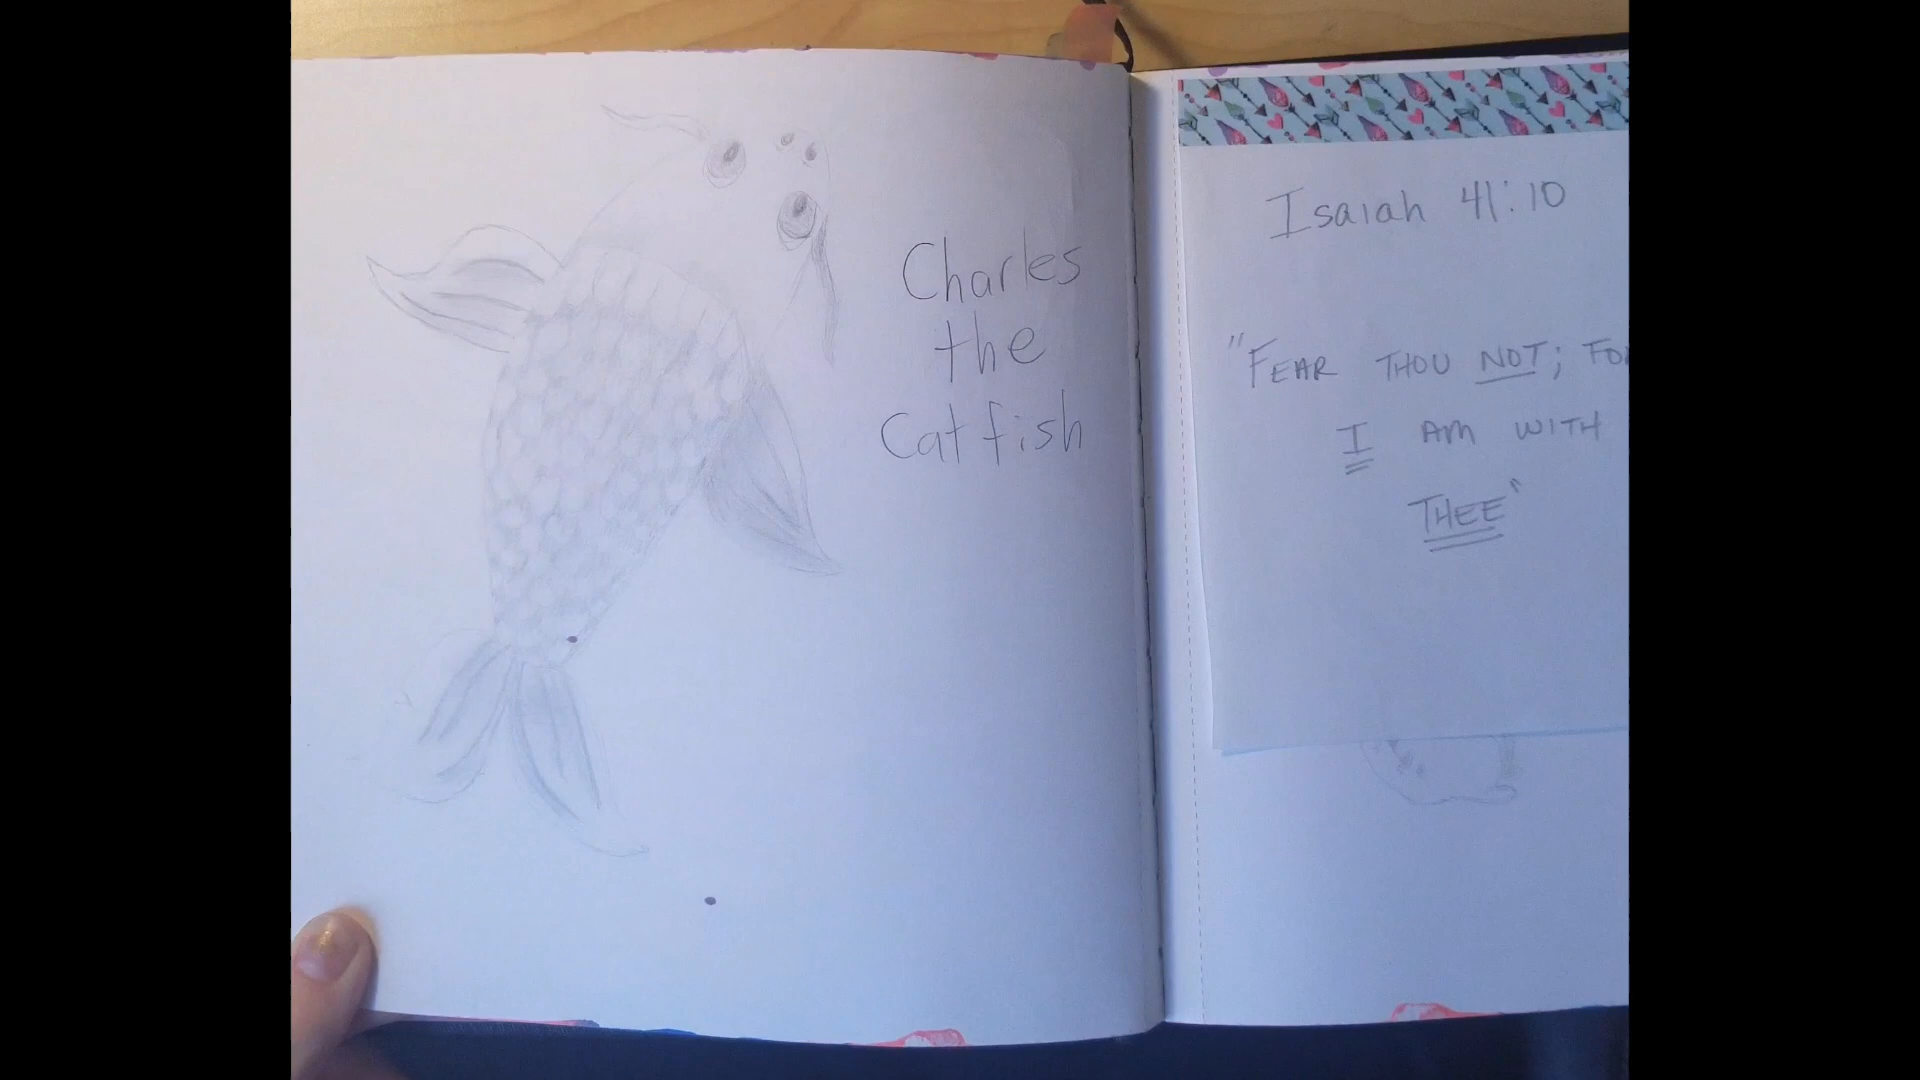 Charles
the
Catfish
Isaiah 41:10
"FEAR THOU NOT; FO
I AM WITH
THEE"